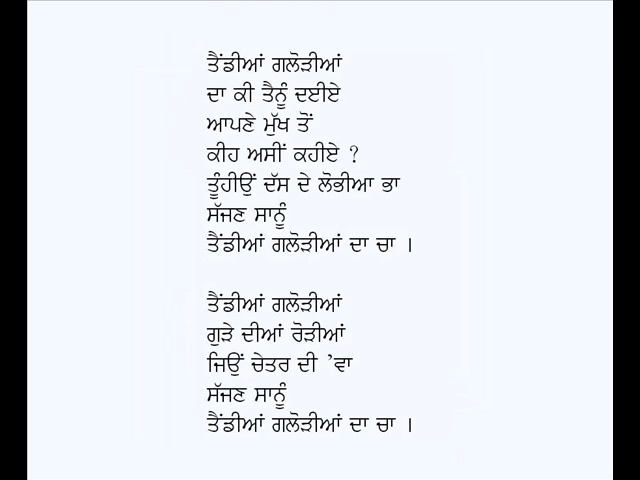 ਤੈਂਡੀਆਂ ਗਲੋੜੀਆਂ
ਦਾ ਕੀ ਤੈਨੂੰ ਦਈਏ
ਆਪਣੇ ਮੁੱਖ ਤੋਂ
ਕੀਹ ਅਸੀਂ ਕਹੀਏ ?
ਤੂੰਹੀਉਂ ਦੱਸ ਦੇ ਲੋਭੀਆ ਭਾ
ਸੱਜਣ ਸਾਨੂੰ
ਤੈਂਡੀਆਂ ਗਲੋੜੀਆਂ ਦਾ ਚਾ ।
ਤੈਂਡੀਆਂ ਗਲੋੜੀਆਂ
ਗੁੜੇ ਦੀਆਂ ਰੋੜੀਆਂ
ਜਿਉਂ ਚੇਤਰ ਦੀ ’ਵਾ
ਸੱਜਣ ਸਾਨੂੰ
ਤੈਂਡੀਆਂ ਗਲੋੜੀਆਂ ਦਾ ਚਾ ।